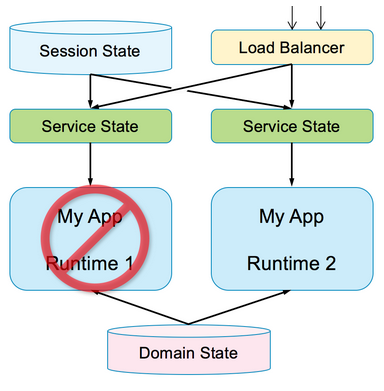 Session State
Load Balancer
Service State
Service State
My App
Runtime 1
My App
Runtime 2
Domain State